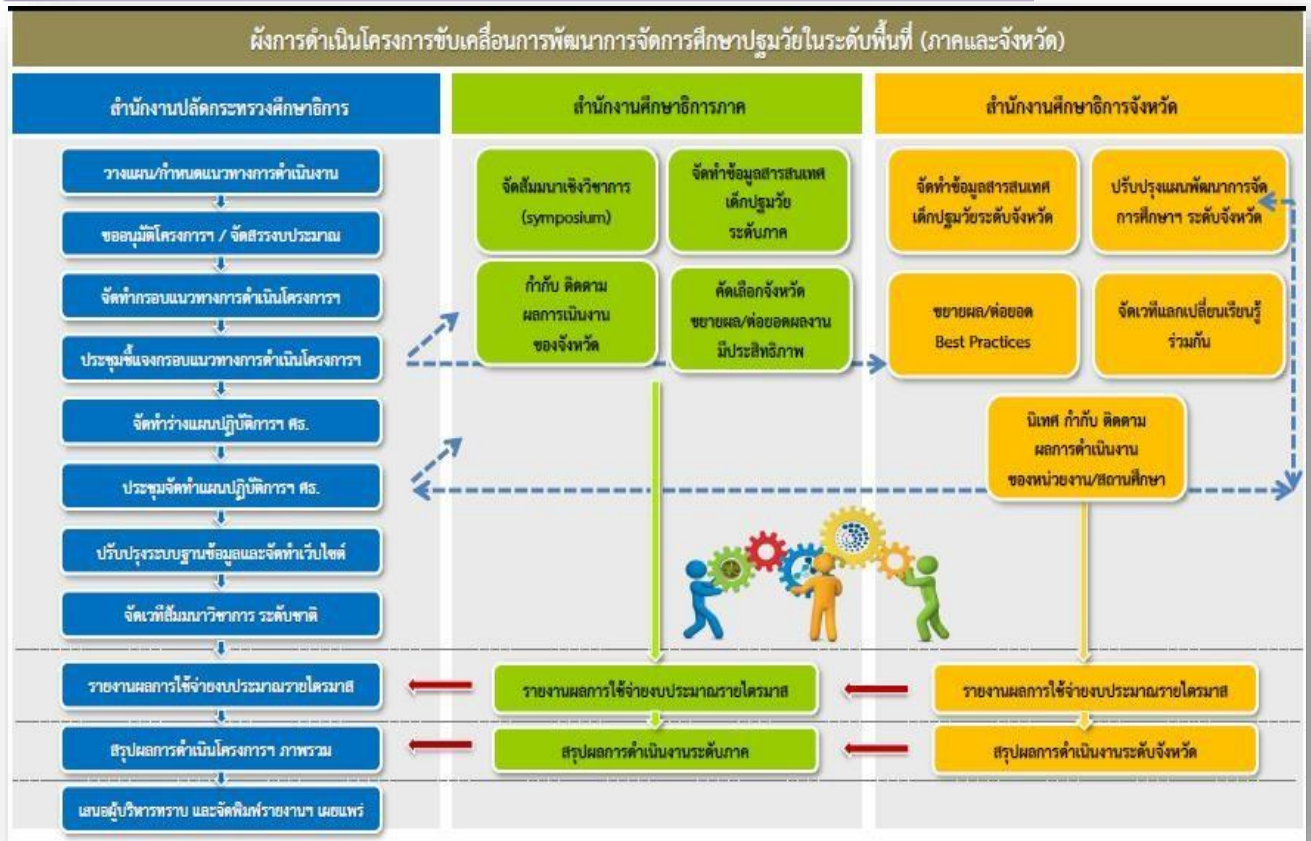 ผังการดำเนินโครงการขับเคลื่อนการพัฒนาการจัดการศึกษาปฐมวัยในระดับพื้นที่ (ภาคและจังหวัด)
สำนักงานปลัดกระทรวงศึกษาธิการ
วางแผน/กำหนดแนวทางการดำเนินงาน
ขออนุมัติโครงการฯ / จัดสรรงบประมาณ
จัดทำกรอบแนวทางการดำเนินโครงการฯ
ประชุมชี้แจงกรอบแนวทางการดำเนินโครงการฯ
จัดทำร่างแผนปฏิบัติการฯ ศธ.
ประชุมจัดทำแผนปฏิบัติการฯ ศธ.
ปรับปรุงระบบฐานข้อมูลและจัดทำเว็บไซต์
จัดเวทีสัมมนาวิชาการ ระดับชาติ
รายงานผลการใช้จ่ายงบประมาณรายไตรมาส
สรุปผลการดำเนินโครงการฯ ภาพรวม
เสนอผู้บริหารทราบ และจัดพิมพ์รายงานฯ เผยแพร่
สำนักงานศึกษาธิการภาค
จัดสัมมนาเชิงวิชาการ
(symposium)
จัดทำข้อมูลสารสนเทศ
เด็กปฐมวัย
ระดับภาค
กำกับ ติดตาม
ผลการเนินงาน
ของจังหวัด
คัดเลือกจังหวัด
ขยายผล/ต่อยอดผลงาน
มีประสิทธิภาพ
รายงานผลการใช้จ่ายงบประมาณรายไตรมาส
สรุปผลการดำเนินงานระดับภาค
สำนักงานศึกษาธิการจังหวัด
จัดทำข้อมูลสารสนเทศ
เด็กปฐมวัยระดับจังหวัด
ปรับปรุงแผนพัฒนาการจัด
การศึกษาฯ ระดับจังหวัด
ขยายผล/ต่อยอด
Best Practices
จัดเวทีแลกเปลี่ยนเรียนรู้
ร่วมกัน
นิเทศ กำกับ ติดตาม
ผลการดำเนินงาน
ของหน่วยงาน/สถานศึกษา
รายงานผลการใช้จ่ายงบประมาณรายไตรมาส
สรุปผลการดำเนินงานระดับจังหวัด